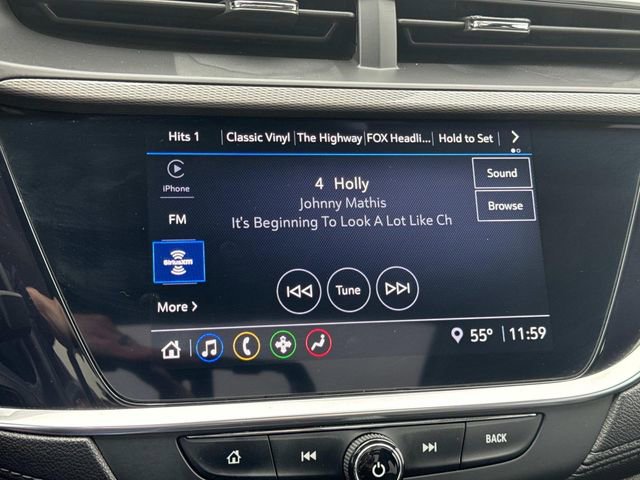 Hits 1 Classic Vinyl The Highway FOX Headli... Hold to Set
iPhone
4 Holly
Sound
Johnny Mathis
FM
Browse
It's Beginning To Look A Lot Like Ch
SiriusXM
Tune
More
55° 11:59
BACK